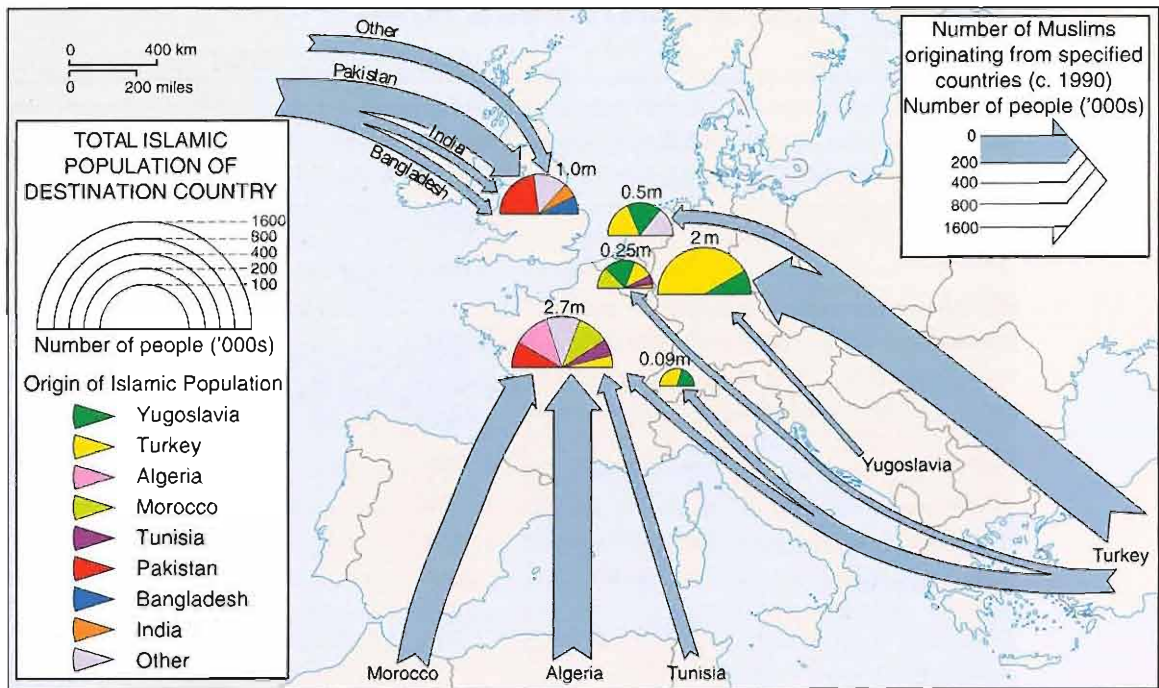 0 400 km
0 200 miles
TOTAL ISLAMIC
POPULATION OF
DESTINATION COUNTRY
1600
800
400
200
100
Number of people ('000s)
Origin of Islamic Population
Yugoslavia
Turkey
Algeria
Morocco
Tunisia
Pakistan
Bangladesh
India
Other
Other
Pakistan
India
Bangladesh
1.0m
0.5m
0.25m
2m
2.7m
0.09m
Yugoslavia
Turkey
Morocco
Algeria
Tunisia
Number of Muslims
originating from specified
countries (c. 1990)
Number of people ('000s)
0
200
400
800
1600